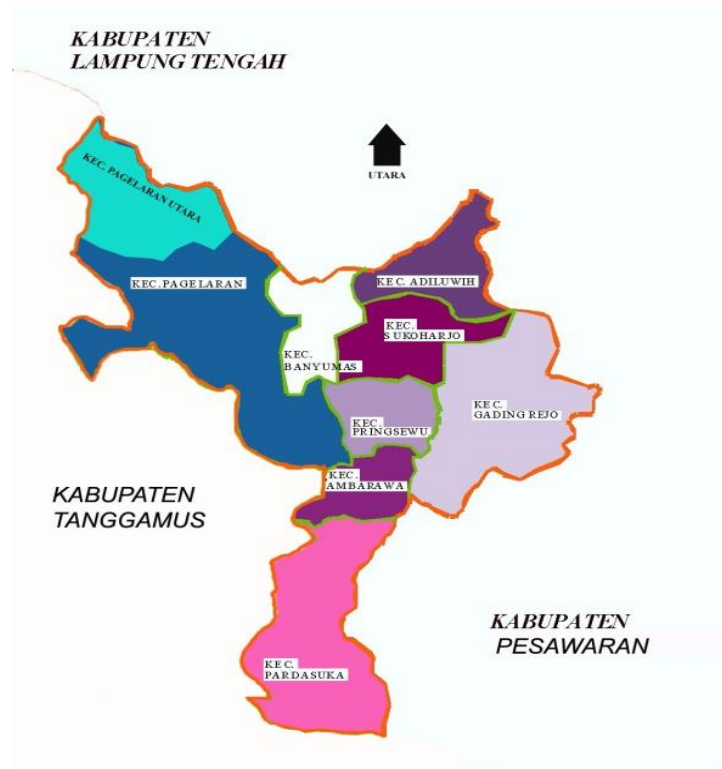 KABUPATEN
LAMPUNG TENGAH
UTARA
KEC. PAGELARAN UTARA
KEC.PAGELARAN
KEC. ADILUWIH
KEC.
SUKOHARJO
KEC.
BANYUMAS
KEC.
GADING REJO
KEC.
PRINGSEWU
KEC.
AMBARAWA
KABUPATEN
TANGGAMUS
KABUPATEN
PESAWARAN
KEC.
PARDASUKA